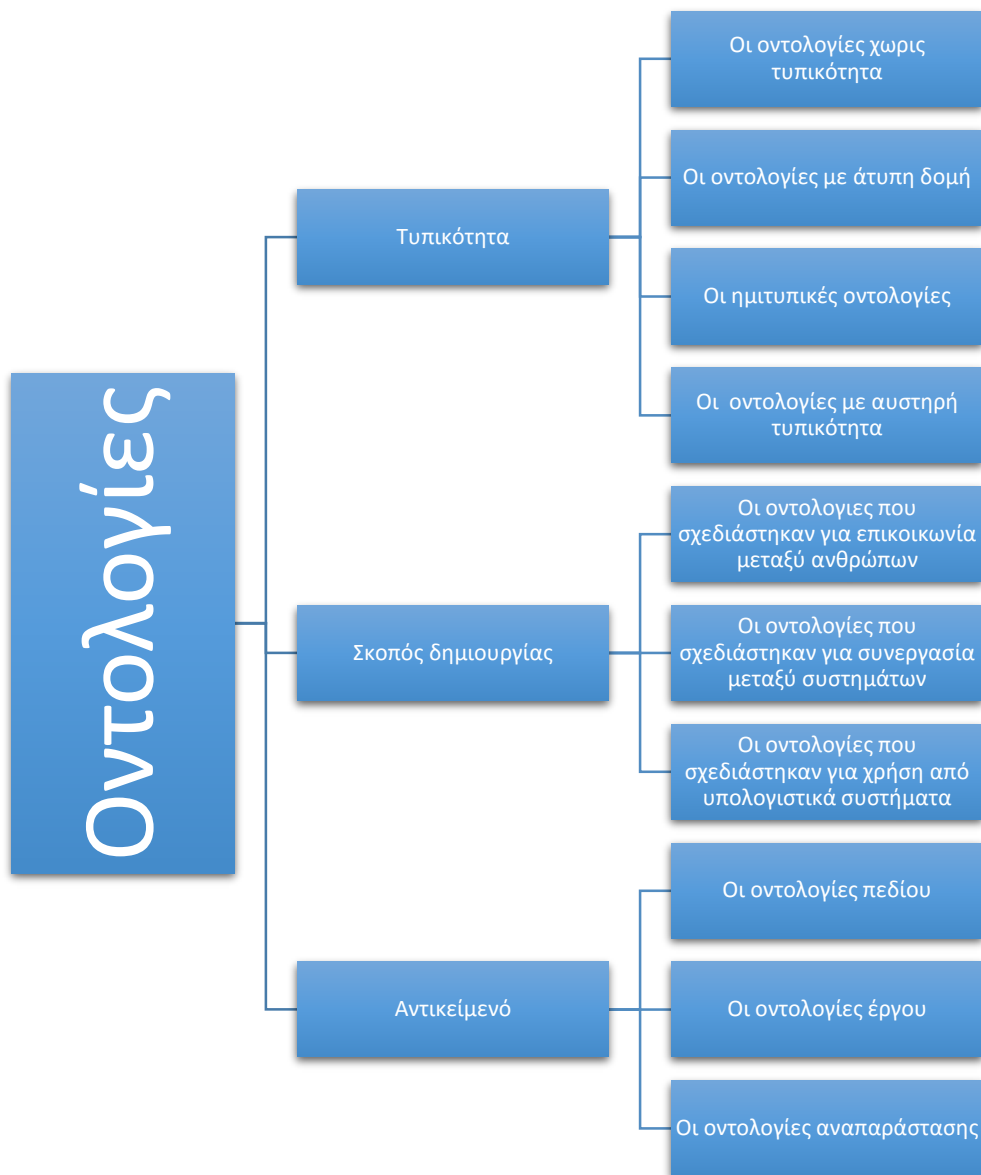 Οντολογίες
Τυπικότητα
Οι οντολογίες χωρις
τυπικότητα
Οι οντολογίες με άτυπη δομή
Οι ημιτυπικές οντολογίες
Οι  οντολογίες με αυστηρή
τυπικότητα
Σκοπός δημιουργίας
Οι οντολογιες που
σχεδιάστηκαν για επικοικωνία
μεταξύ ανθρώπων
Οι οντολογίες που
σχεδιάστηκαν για συνεργασία
μεταξύ συστημάτων
Οι οντολογίες που
σχεδιάστηκαν για χρήση από
υπολογιστικά συστήματα
Αντικείμενό
Οι οντολογίες πεδίου
Οι οντολογίες έργου
Οι οντολογίες αναπαράστασης